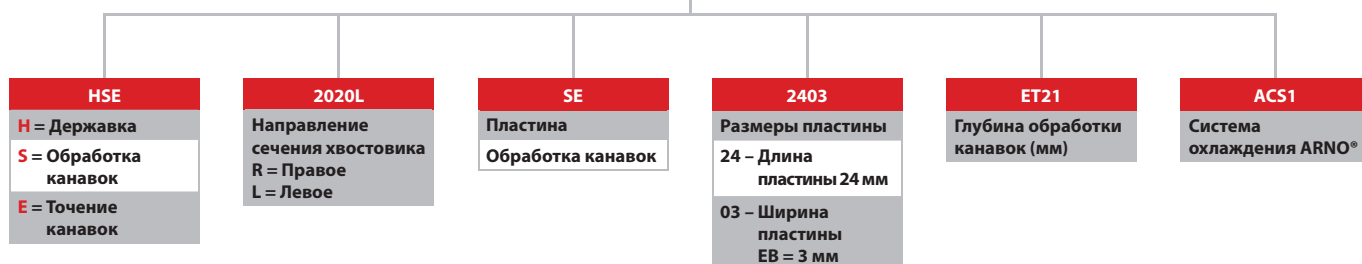 HSE
H = Державка
S = Обработка
канавок
E = Точение
канавок
2020L
Направление
сечения хвостовика
R = Правое
L = Левое
SE
Пластина
Обработка канавок
2403
Размеры пластины
24 – Длина
пластины 24 мм
03 – Ширина
пластины
EB = 3 мм
ET21
Глубина обработки
канавок (мм)
ACS1
Система
охлаждения ARNO®